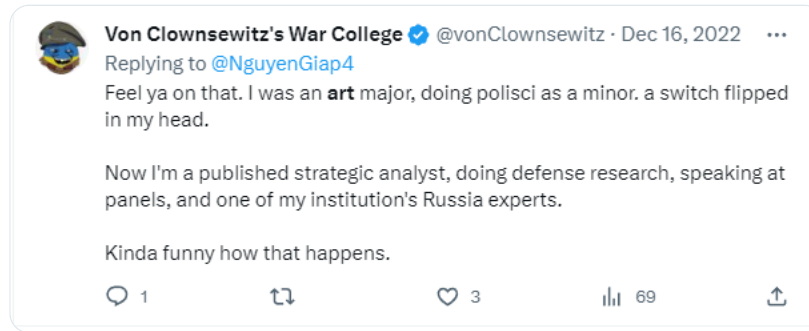 Von Clownsewitz's War College @vonClownsewitz · Dec 16, 2022 ...
Replying to @NguyenGiap4
Feel ya on that. I was an art major, doing polisci as a minor. a switch flipped
in my head.
Now I'm a published strategic analyst, doing defense research, speaking at
panels, and one of my institution's Russia experts.
Kinda funny how that happens.
1 3 69